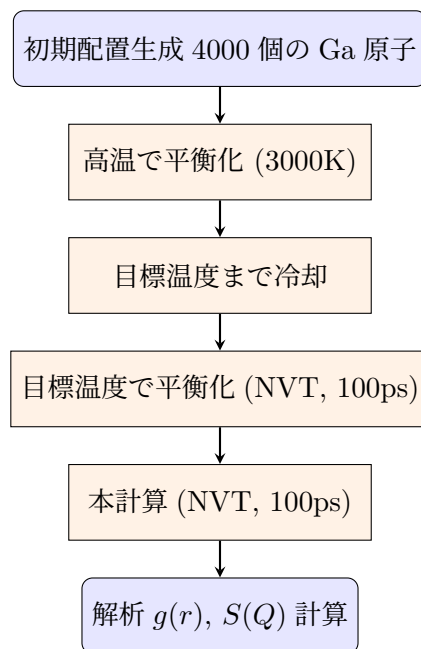 初期配置生成 4000 個の Ga 原子
高温で平衡化 (3000K)
目標温度まで冷却
目標温度で平衡化 (NVT, 100ps)
本計算 (NVT, 100ps)
解析 g(r), S(Q) 計算